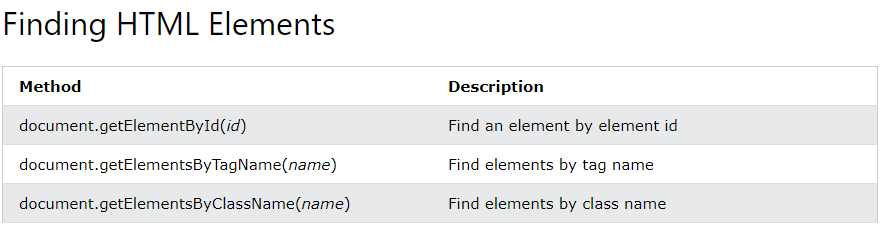 Finding HTML Elements
Method Description
document.getElementById(id) Find an element by element id
document.getElementsByTagName(name) Find elements by tag name
document.getElementsByClassName(name) Find elements by class name